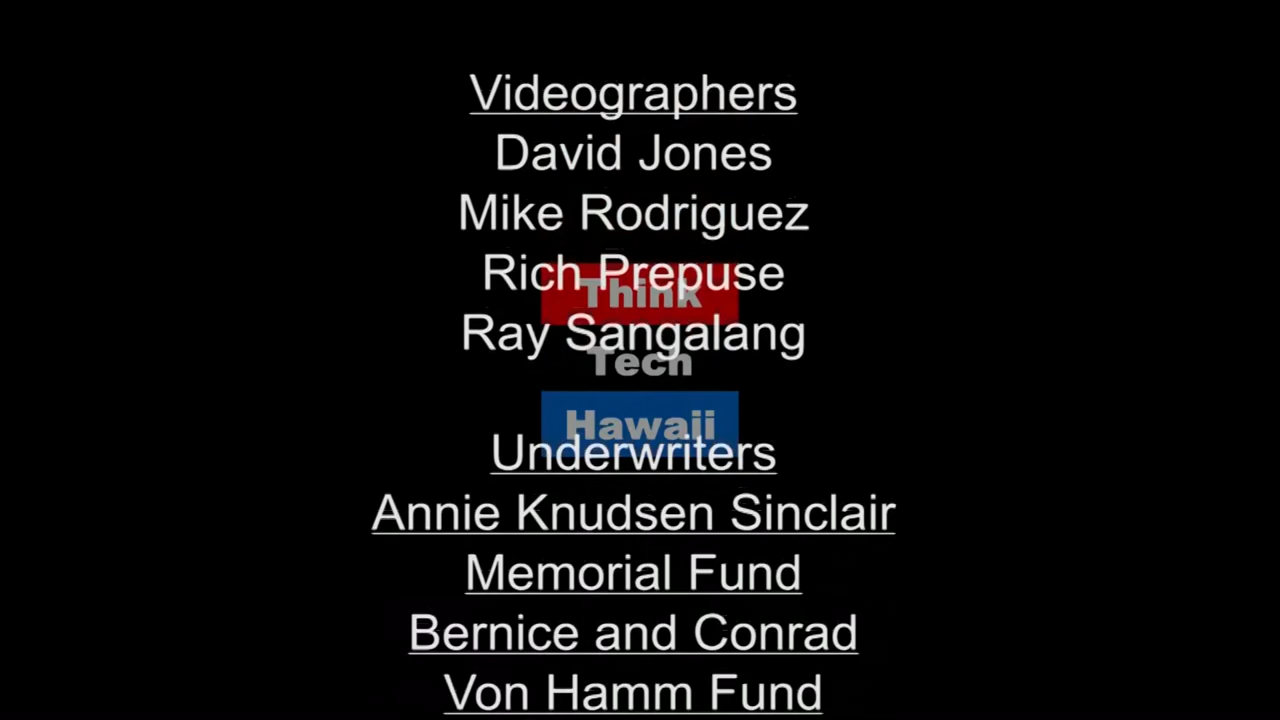 Videographers
David Jones
Mike Rodriguez
Rich Prepuse
Think
Ray Sangalang
Tech
Hawaii
Underwriters
Annie Knudsen Sinclair
Memorial Fund
Bernice and Conrad
Von Hamm Fund